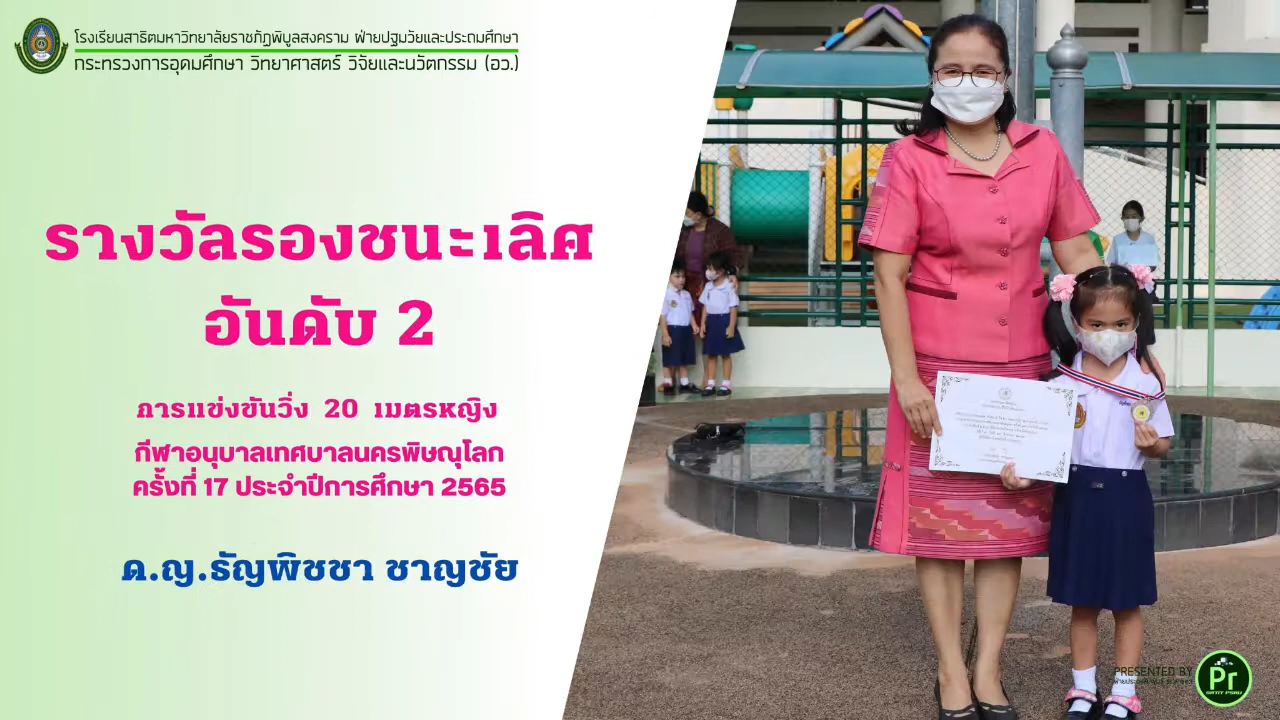 โรงเรียนสาธิตมหาวิทยาลัยราชภัฏพิบูลสงคราม ฝ่ายปฐมวัยและประถมศึกษา
กระทรวงการอุดมศึกษา วิทยาศาสตร์ วิจัยและนวัตกรรม (อว.)
รางวัลรองชนะเลิศ
อันดับ 2
การแข่งขันวิ่ง 20 เมตรหญิง
กีฬาอนุบาลเทศบาลนครพิษณุโลก
ครั้งที่ 17 ประจำปีการศึกษา 2565
ด.ญ.ธัญพิชชา ชาญชัย
PRESENTED BY
Pr
SATIT PSRU